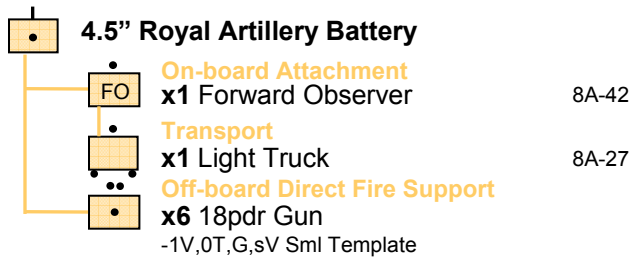 4.5” Royal Artillery Battery
On-board Attachment
FO
x1 Forward Observer 8A-42
Transport
x1 Light Truck 8A-27
Off-board Direct Fire Support
x6 18pdr Gun
-1V,0T,G,sV Sml Template